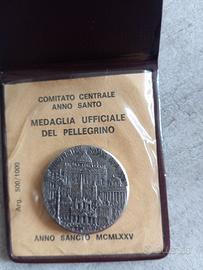 COMITATO CENTRALE
ANNO SANTO
MEDAGLIA UFFICIALE
DEL PELLEGRINO
Arg. 500/1000
ANNO SANCTO MCMLXXV